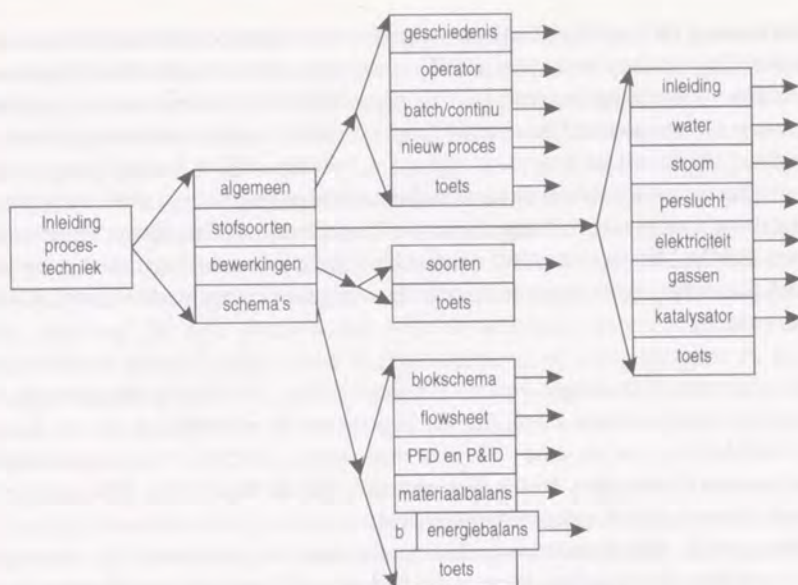 Inleiding
proces-
techniek
algemeen
stofsoorten
bewerkingen
schema's
geschiedenis
operator
batch/continu
nieuw proces
toets
soorten
toets
blokschema
flowsheet
PFD en P&ID
materiaalbalans
b energiebalans
toets
inleiding
water
stoom
perslucht
elektriciteit
gassen
katalysator
toets